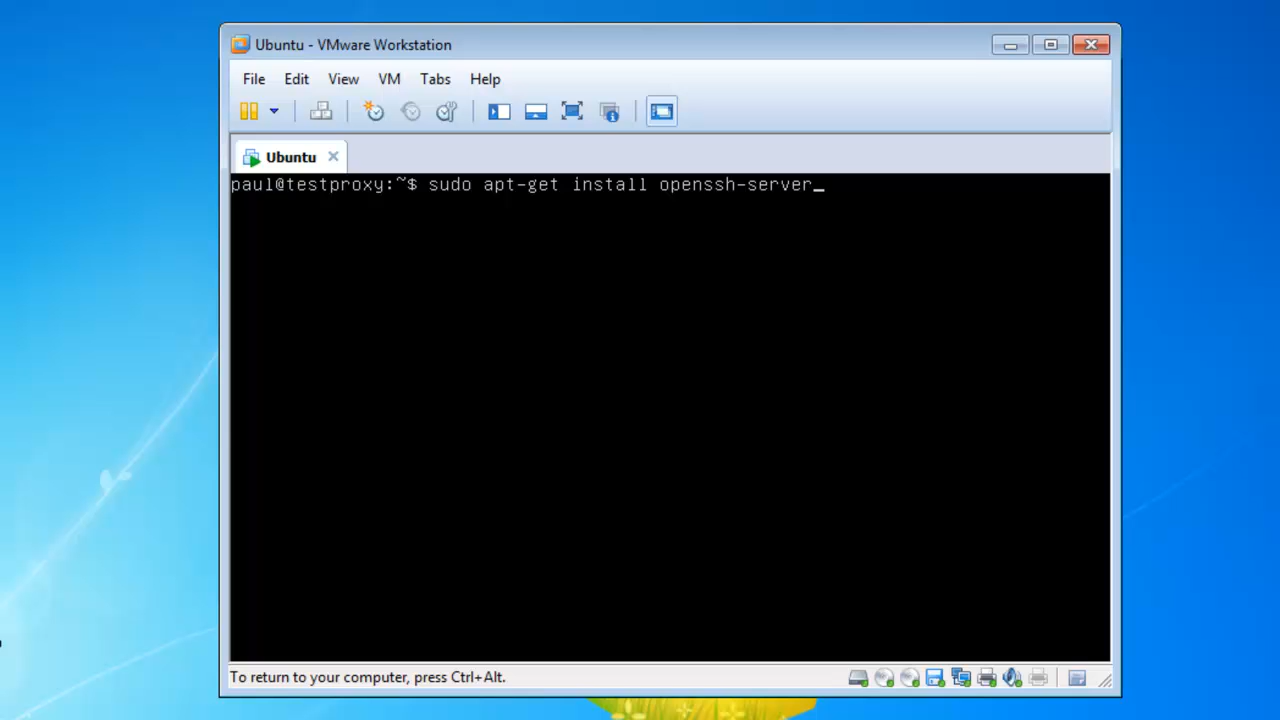 Ubuntu - VMware Workstation
File Edit View VM Tabs Help
Ubuntu
paul@testproxy:~$ sudo apt-get install openssh-server_
To return to your computer, press Ctrl+Alt.